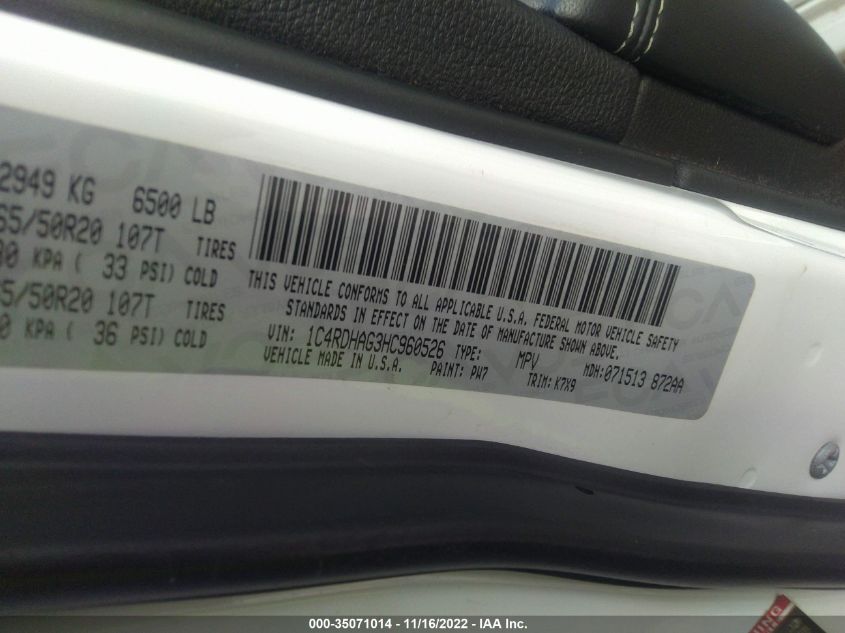 2949 KG 6500 LB
65/50R20 107T TIRES
KPA ( 33 PSI) COLD
5/50R20 107T TIRES
0 KPA ( 36 PSI) COLD
THIS VEHICLE CONFORMS TO ALL APPLICABLE U.S.A. FEDERAL MOTOR VEHICLE SAFETY
STANDARDS IN EFFECT ON THE DATE OF MANUFACTURE SHOWN ABOVE.
VIN: 1C4RDHAG3HC960526 TYPE: MPV MDH:071513 872AA
VEHICLE MADE IN U.S.A. PAINT: PW7 TRIM: K7X9
000-35071014 - 11/16/2022 - IAA Inc.